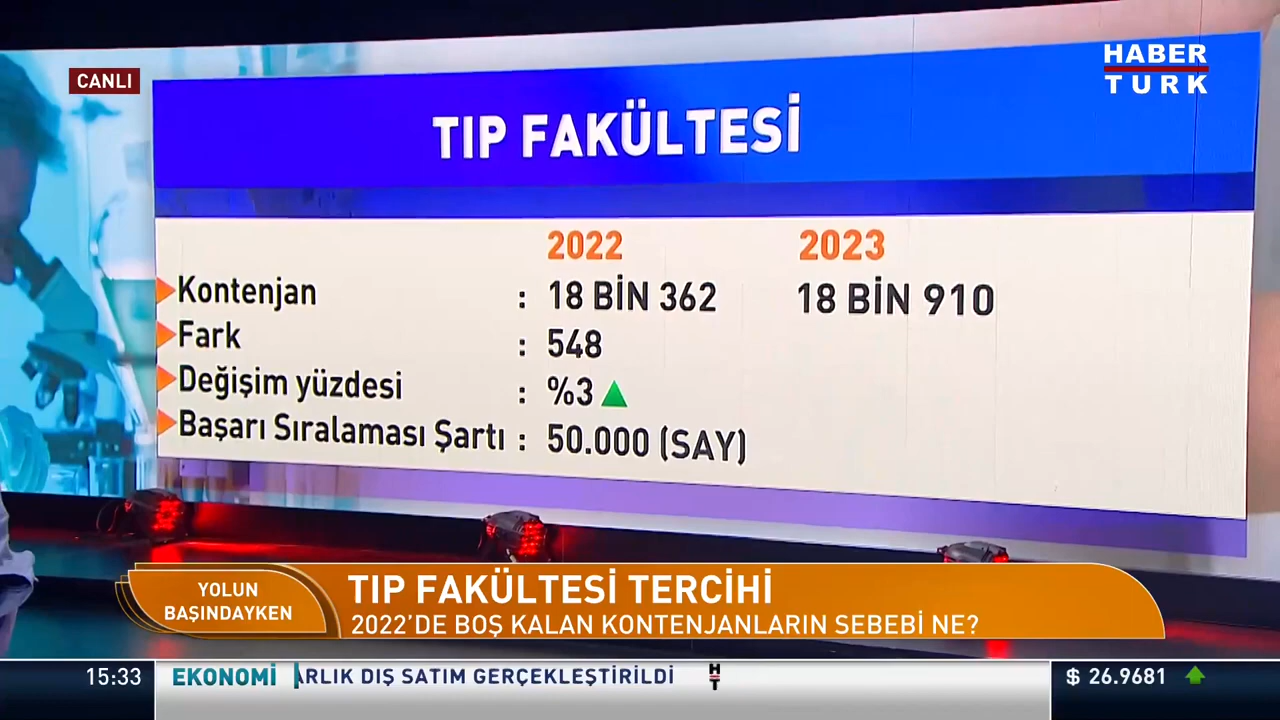 CANLI
HABER
TURK
TIP FAKÜLTESİ
2022 2023
Kontenjan : 18 BİN 362 18 BİN 910
Fark : 548
Değişim yüzdesi : %3
Başarı Sıralaması Şartı : 50.000 (SAY)
YOLUN
BAŞINDAYKEN
TIP FAKÜLTESİ TERCİHİ
2022'DE BOŞ KALAN KONTENJANLARIN SEBEBİ NE?
15:33 EKONOMİ ARLIK DIŞ SATIM GERÇEKLEŞTİRİLDİ $ 26.9681